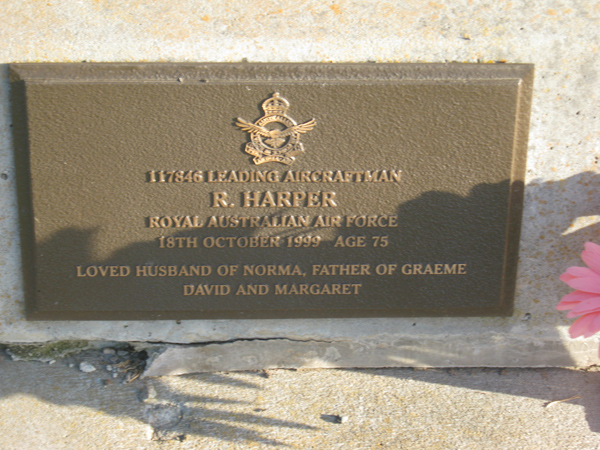 117846 LEADING AIRCRAFTMAN
R. HARPER
ROYAL AUSTRALIAN AIR FORCE
18TH OCTOBER 1999 AGE 75
LOVED HUSBAND OF NORMA, FATHER OF GRAEME
DAVID AND MARGARET